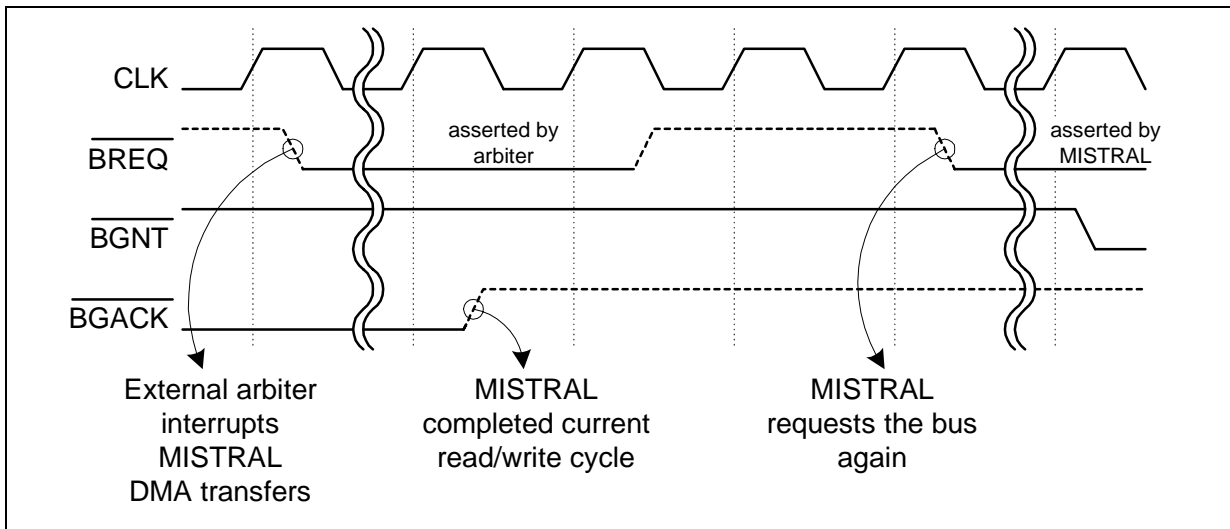 CLK
BREQ
asserted by
arbiter
asserted by
MISTRAL
BGNT
BGACK
External arbiter
interrupts
MISTRAL
DMA transfers
MISTRAL
completed current
read/write cycle
MISTRAL
requests the bus
again